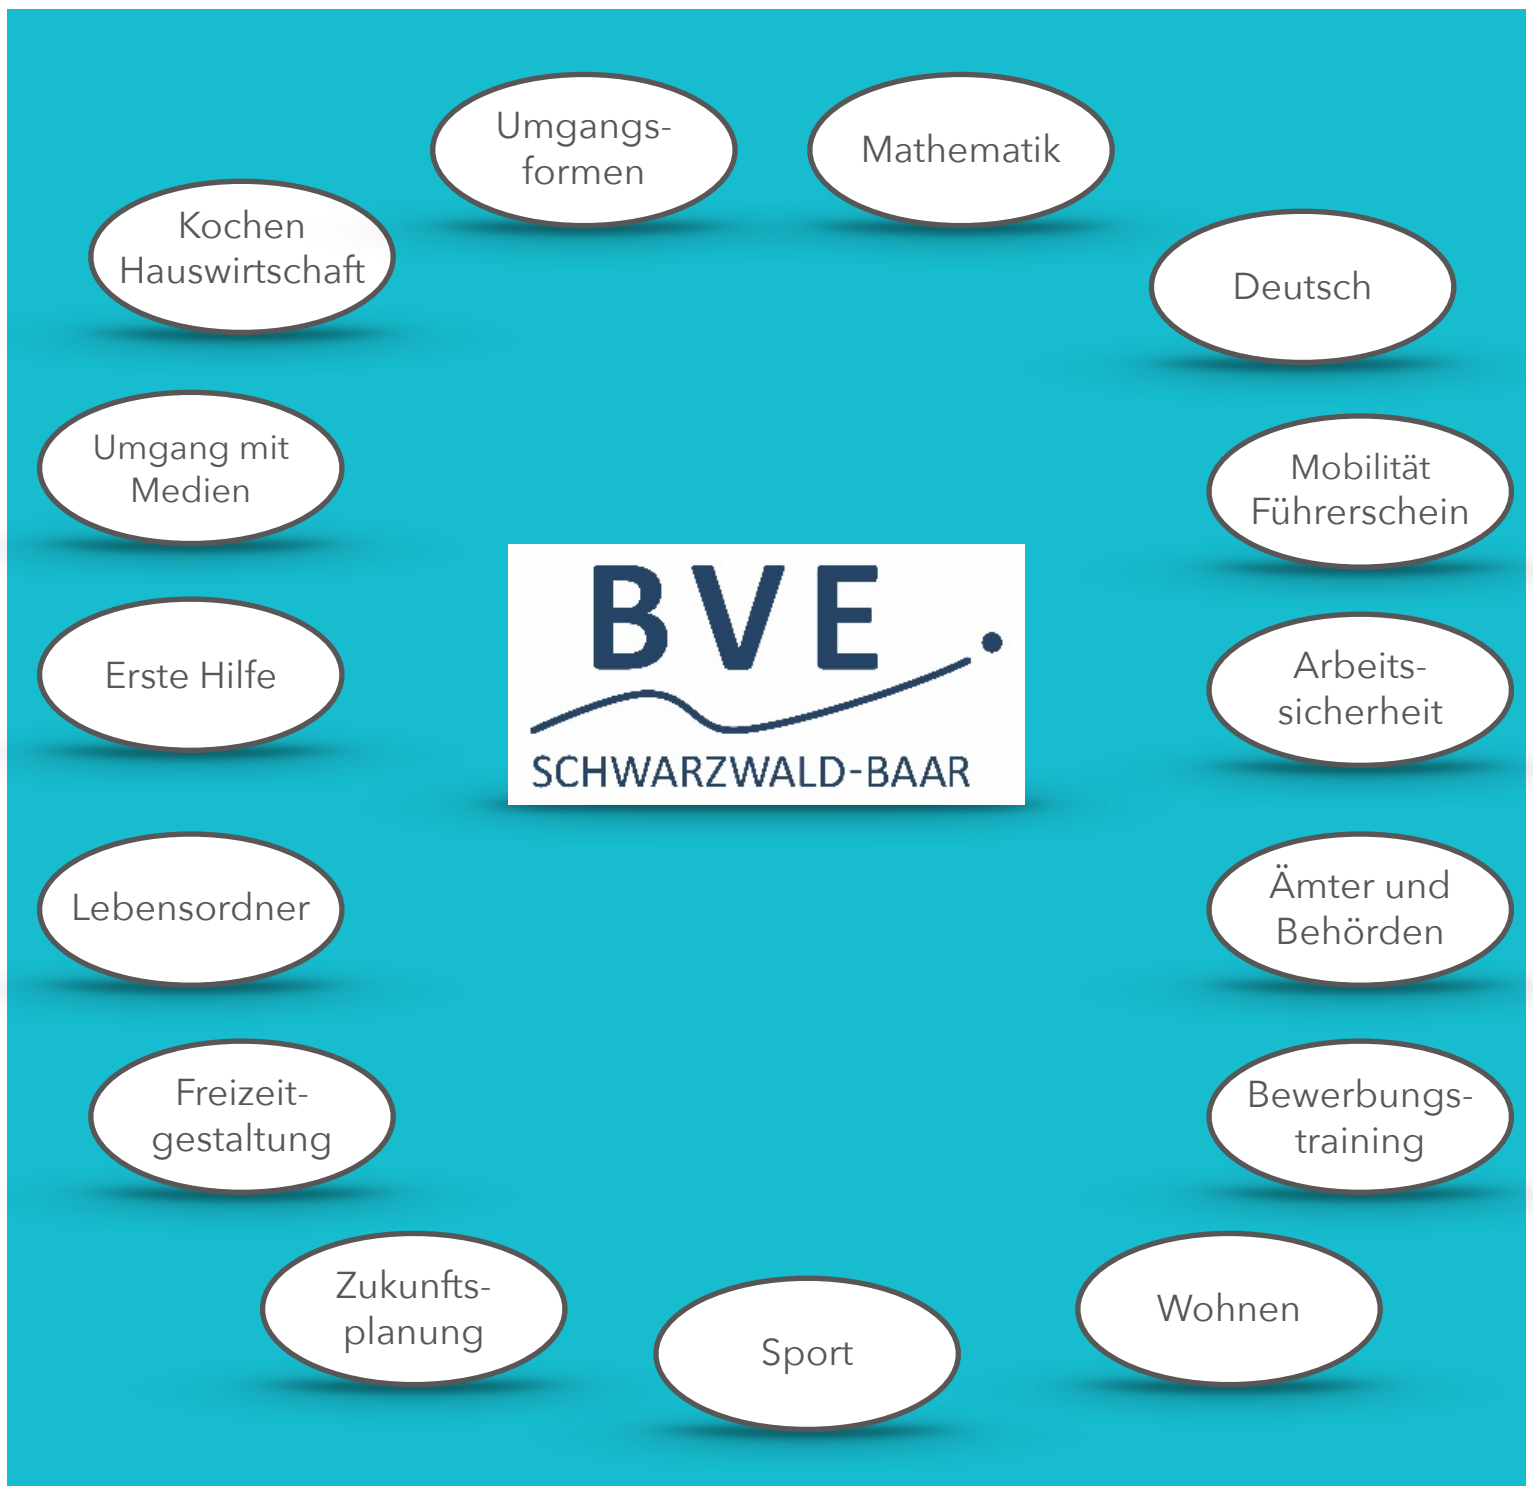 Umgangs-
formen
Mathematik
Kochen
Hauswirtschaft
Deutsch
Umgang mit
Medien
Mobilität
Führerschein
BVE
SCHWARZWALD-BAAR
Erste Hilfe
Arbeits-
sicherheit
Lebensordner
Ämter und
Behörden
Freizeit-
gestaltung
Bewerbungs-
training
Zukunfts-
planung
Sport
Wohnen